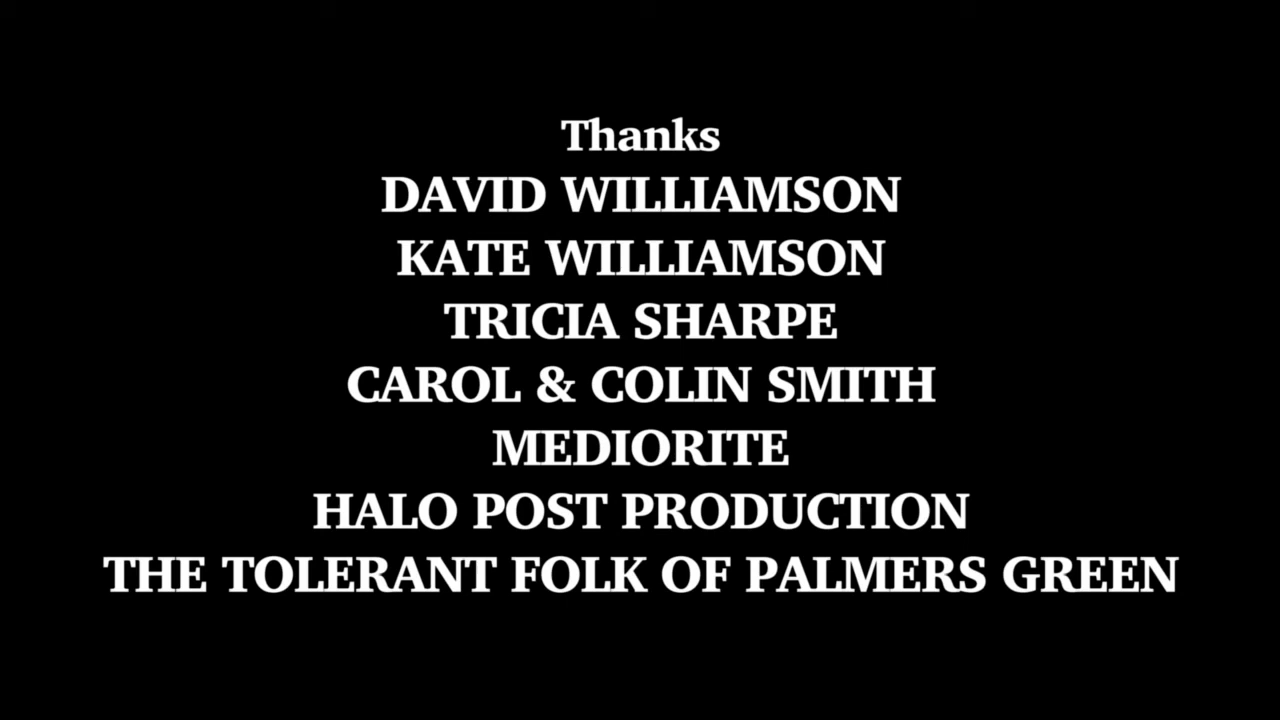 Thanks
DAVID WILLIAMSON
KATE WILLIAMSON
TRICIA SHARPE
CAROL & COLIN SMITH
MEDIORITE
HALO POST PRODUCTION
THE TOLERANT FOLK OF PALMERS GREEN